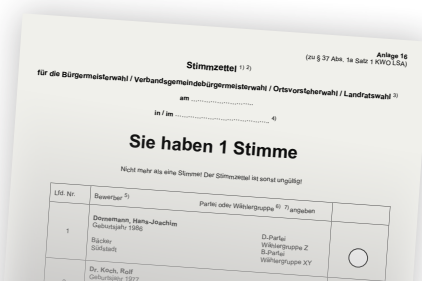 Anlage 16
(zu § 37 Abs. 1a Satz 1 KWO LSA)
Stimmzettel 1) 2)
für die Bürgermeisterwahl / Verbandsgemeindebürgermeisterwahl / Ortsvorsteherwahl / Landratswahl 3)
am ............................
in / im .......................................... 4)
Sie haben 1 Stimme
Nicht mehr als eine Stimme! Der Stimmzettel ist sonst ungültig!
Lfd. Nr. Bewerber 5) Partei oder Wählergruppe 6) 7) angeben
1
Dornemann, Hans-Joachim
Geburtsjahr 1986
Bäcker
Südstadt
D-Partei
Wählergruppe Z
B-Partei
Wählergruppe XY
Dr. Koch, Rolf
Geburtsjahr